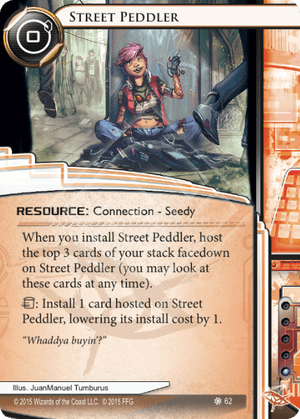 STREET PEDDLER
0
RESOURCE: Connection - Seedy
When you install Street Peddler, host
the top 3 cards of your stack facedown
on Street Peddler (you may look at
these cards at any time).
: Install 1 card hosted on Street
Peddler, lowering its install cost by 1.
“Whaddya buyin’?”
Illus. JuanManuel Tumburus
© 2015 Wizards of the Coast LLC. © 2015 FFG
62